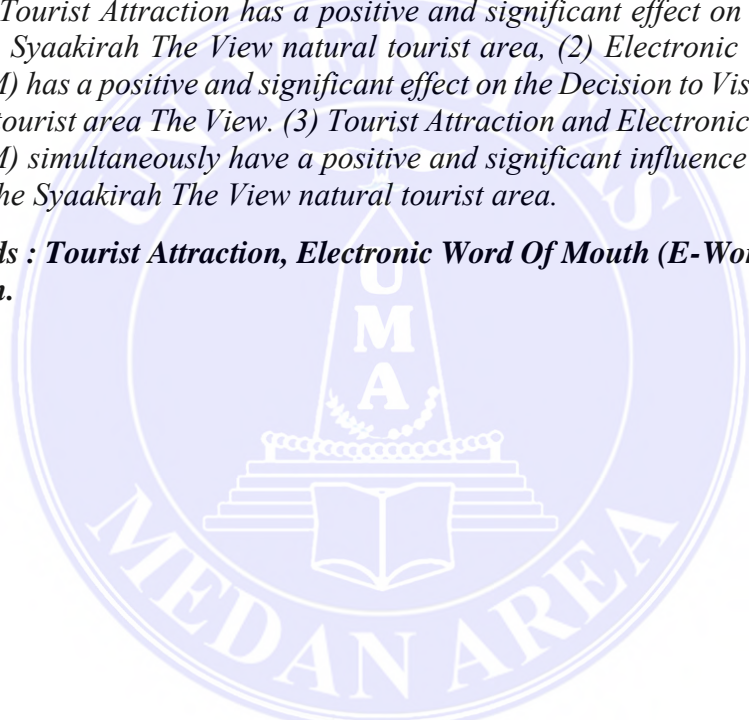 Tourist Attraction has a positive and significant effect on
Syaakirah The View natural tourist area, (2) Electronic
M) has a positive and significant effect on the Decision to Vis
tourist area The View. (3) Tourist Attraction and Electronic
M) simultaneously have a positive and significant influence
he Syaakirah The View natural tourist area.
ds : Tourist Attraction, Electronic Word Of Mouth (E-Wor
n.
UNIVERSITAS
U
M
A
MEDAN AREA